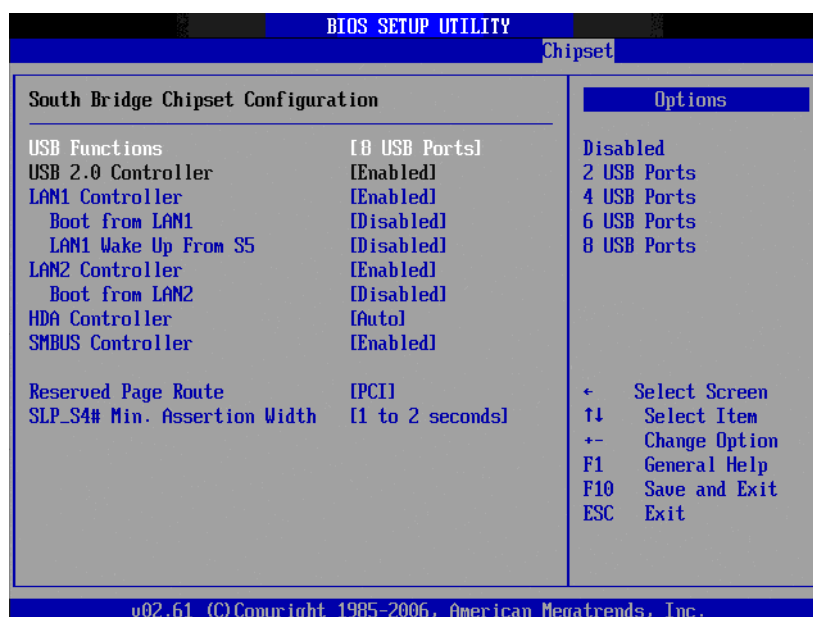 BIOS SETUP UTILITY
Chipset
South Bridge Chipset Configuration
USB Functions [8 USB Ports]
USB 2.0 Controller [Enabled]
LAN1 Controller [Enabled]
Boot from LAN1 [Disabled]
LAN1 Wake Up From S5 [Disabled]
LAN2 Controller [Enabled]
Boot from LAN2 [Disabled]
HDA Controller [Auto]
SMBUS Controller [Enabled]
Reserved Page Route [PCI]
SLP_S4# Min. Assertion Width [1 to 2 seconds]
Options
Disabled
2 USB Ports
4 USB Ports
6 USB Ports
8 USB Ports
← Select Screen
↑↓ Select Item
+- Change Option
F1 General Help
F10 Save and Exit
ESC Exit
v02.61 (C)Copyright 1985-2006, American Megatrends, Inc.